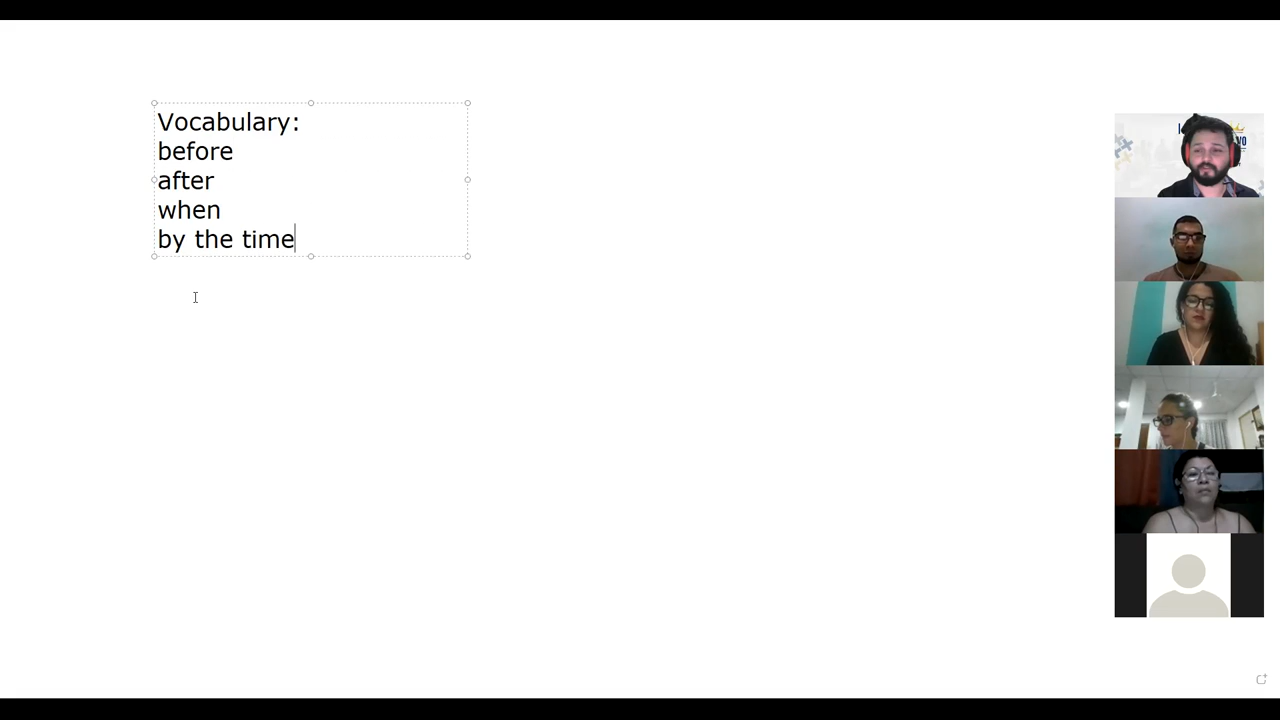 Vocabulary:
before
after
when
by the time